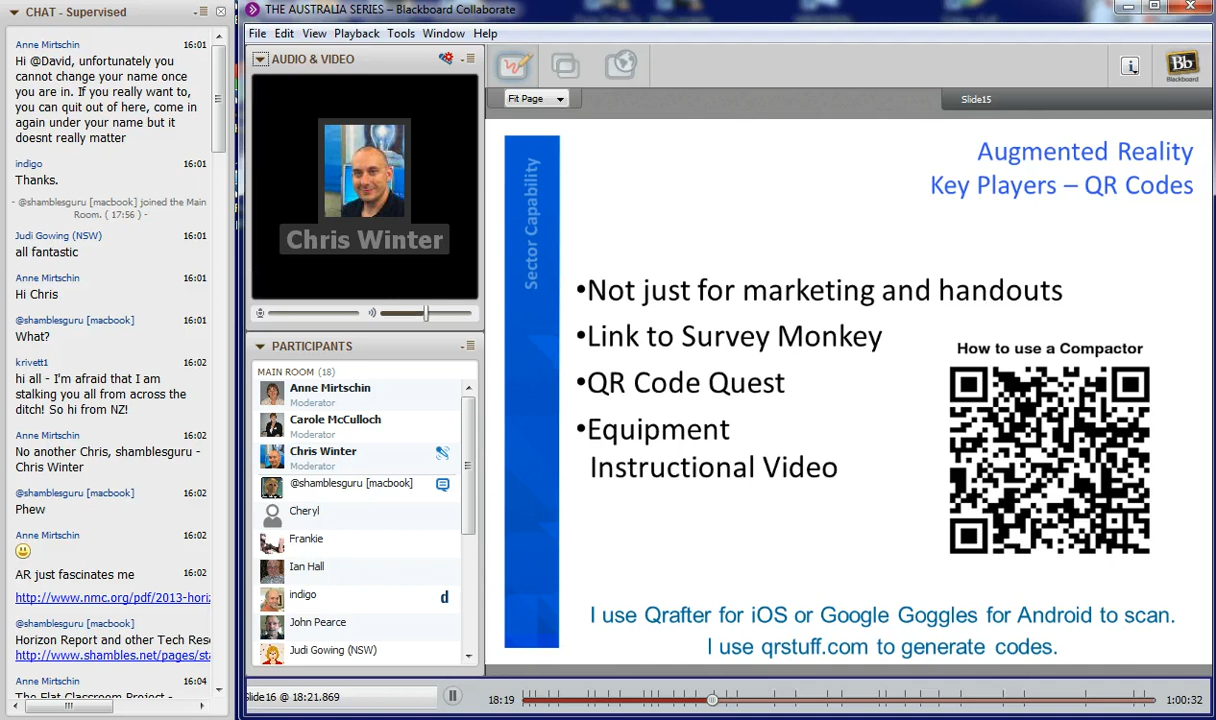 CHAT - Supervised
Anne Mirtschin 16:01
Hi @David, unfortunately you
cannot change your name once
you are in. If you really want to,
you can quit out of here, come in
again under your name but it
doesnt really matter
indigo 16:01
Thanks.
- @shamblesguru [macbook] joined the Main
Room. ( 17:56 ) -
Judi Gowing (NSW) 16:01
all fantastic
Anne Mirtschin 16:01
Hi Chris
@shamblesguru [macbook] 16:01
What?
krivett1 16:02
hi all - I'm afraid that I am
stalking you all from across the
ditch! So hi from NZ!
Anne Mirtschin 16:02
No another Chris, shamblesguru -
Chris Winter
@shamblesguru [macbook] 16:02
Phew
Anne Mirtschin 16:02
AR just fascinates me 16:02
http://www.nmc.org/pdf/2013-hori
@shamblesguru [macbook] 16:02
Horizon Report and other Tech Rese
http://www.shambles.net/pages/sta
Anne Mirtschin 16:04
The Flat Classroom Project -
THE AUSTRALIA SERIES – Blackboard Collaborate
File Edit View Playback Tools Window Help
AUDIO & VIDEO
Chris Winter
PARTICIPANTS
MAIN ROOM (18)
Anne Mirtschin
Moderator
Carole McCulloch
Moderator
Chris Winter
Moderator
@shamblesguru [macbook]
Cheryl
Frankie
Ian Hall
indigo d
John Pearce
Judi Gowing (NSW)
i
Bb
Blackboard
Fit Page
Slide15
Sector Capability
Augmented Reality
Key Players – QR Codes
•Not just for marketing and handouts
•Link to Survey Monkey
•QR Code Quest
•Equipment
Instructional Video
How to use a Compactor
I use Qrafter for iOS or Google Goggles for Android to scan.
I use qrstuff.com to generate codes.
Slide16 @ 18:21.869
18:19
1:00:32